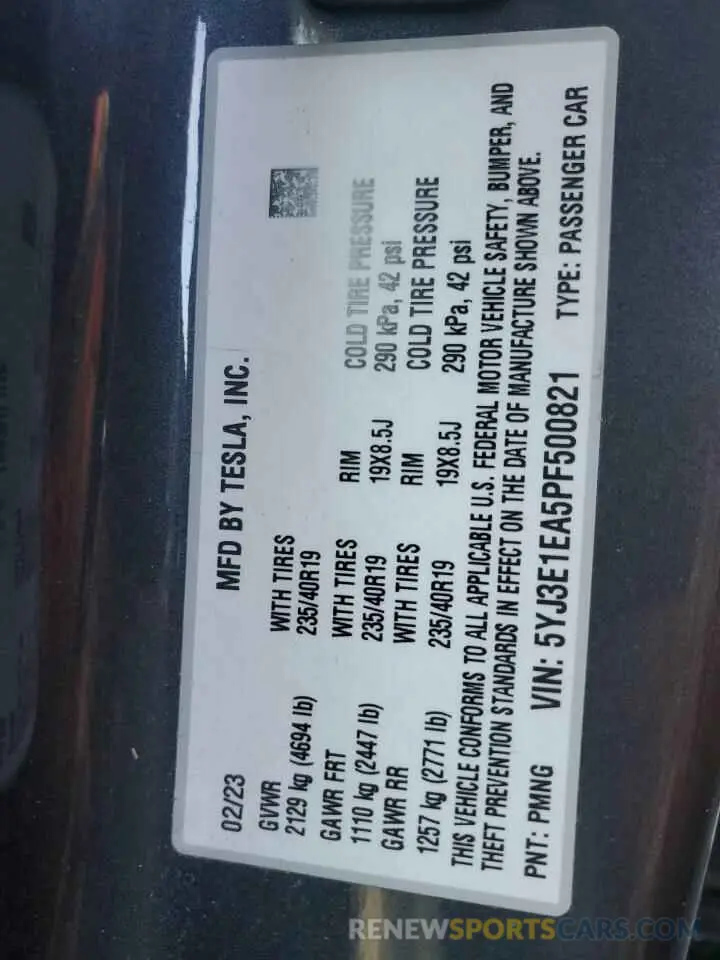 02/23 MFD BY TESLA, INC.
GVWR
2129 kg (4694 lb) WITH TIRES
235/40R19
GAWR FRT WITH TIRES RIM COLD TIRE PRESSURE
1110 kg (2447 lb) 235/40R19 19X8.5J 290 kPa, 42 psi
GAWR RR WITH TIRES RIM COLD TIRE PRESSURE
1257 kg (2771 lb) 235/40R19 19X8.5J 290 kPa, 42 psi
THIS VEHICLE CONFORMS TO ALL APPLICABLE U.S. FEDERAL MOTOR VEHICLE SAFETY, BUMPER, AND
THEFT PREVENTION STANDARDS IN EFFECT ON THE DATE OF MANUFACTURE SHOWN ABOVE.
PNT: PMNG VIN: 5YJ3E1EA5PF500821 TYPE: PASSENGER CAR
RENEWSPORTSCARS.COM